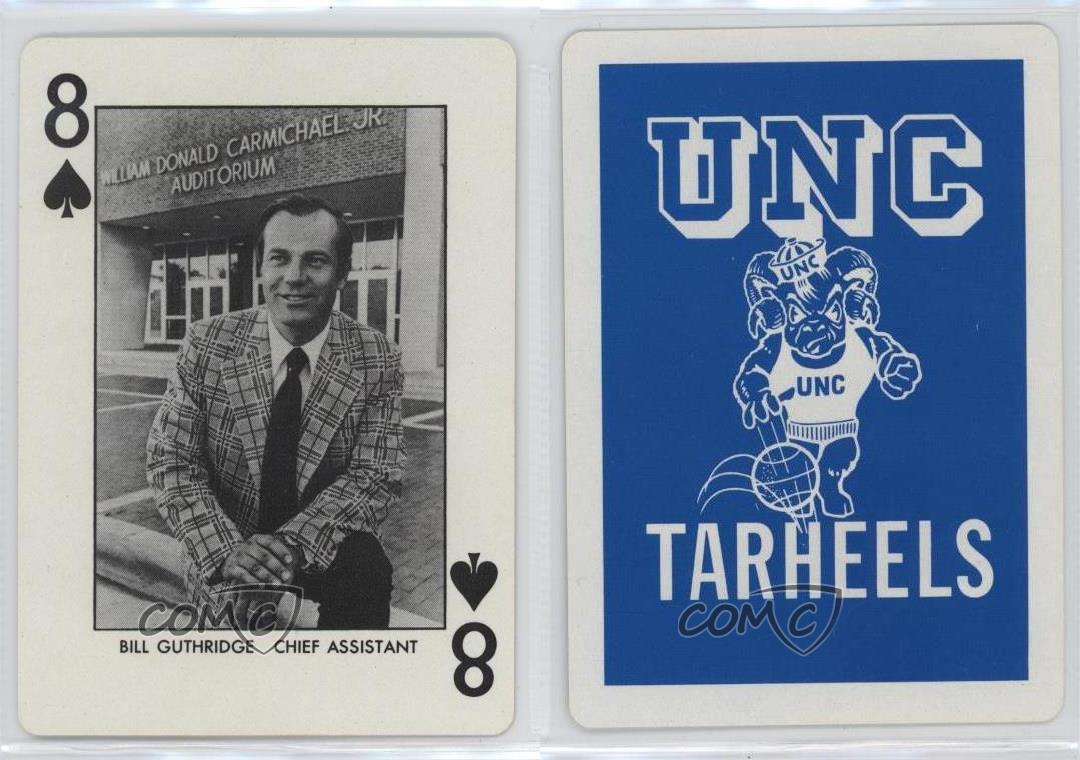 8
WILLIAM DONALD CARMICHAEL JR
AUDITORIUM
COMC
BILL GUTHRIDGE CHIEF ASSISTANT
8
UNC
UNC
UNC
TARHEELS
COMC